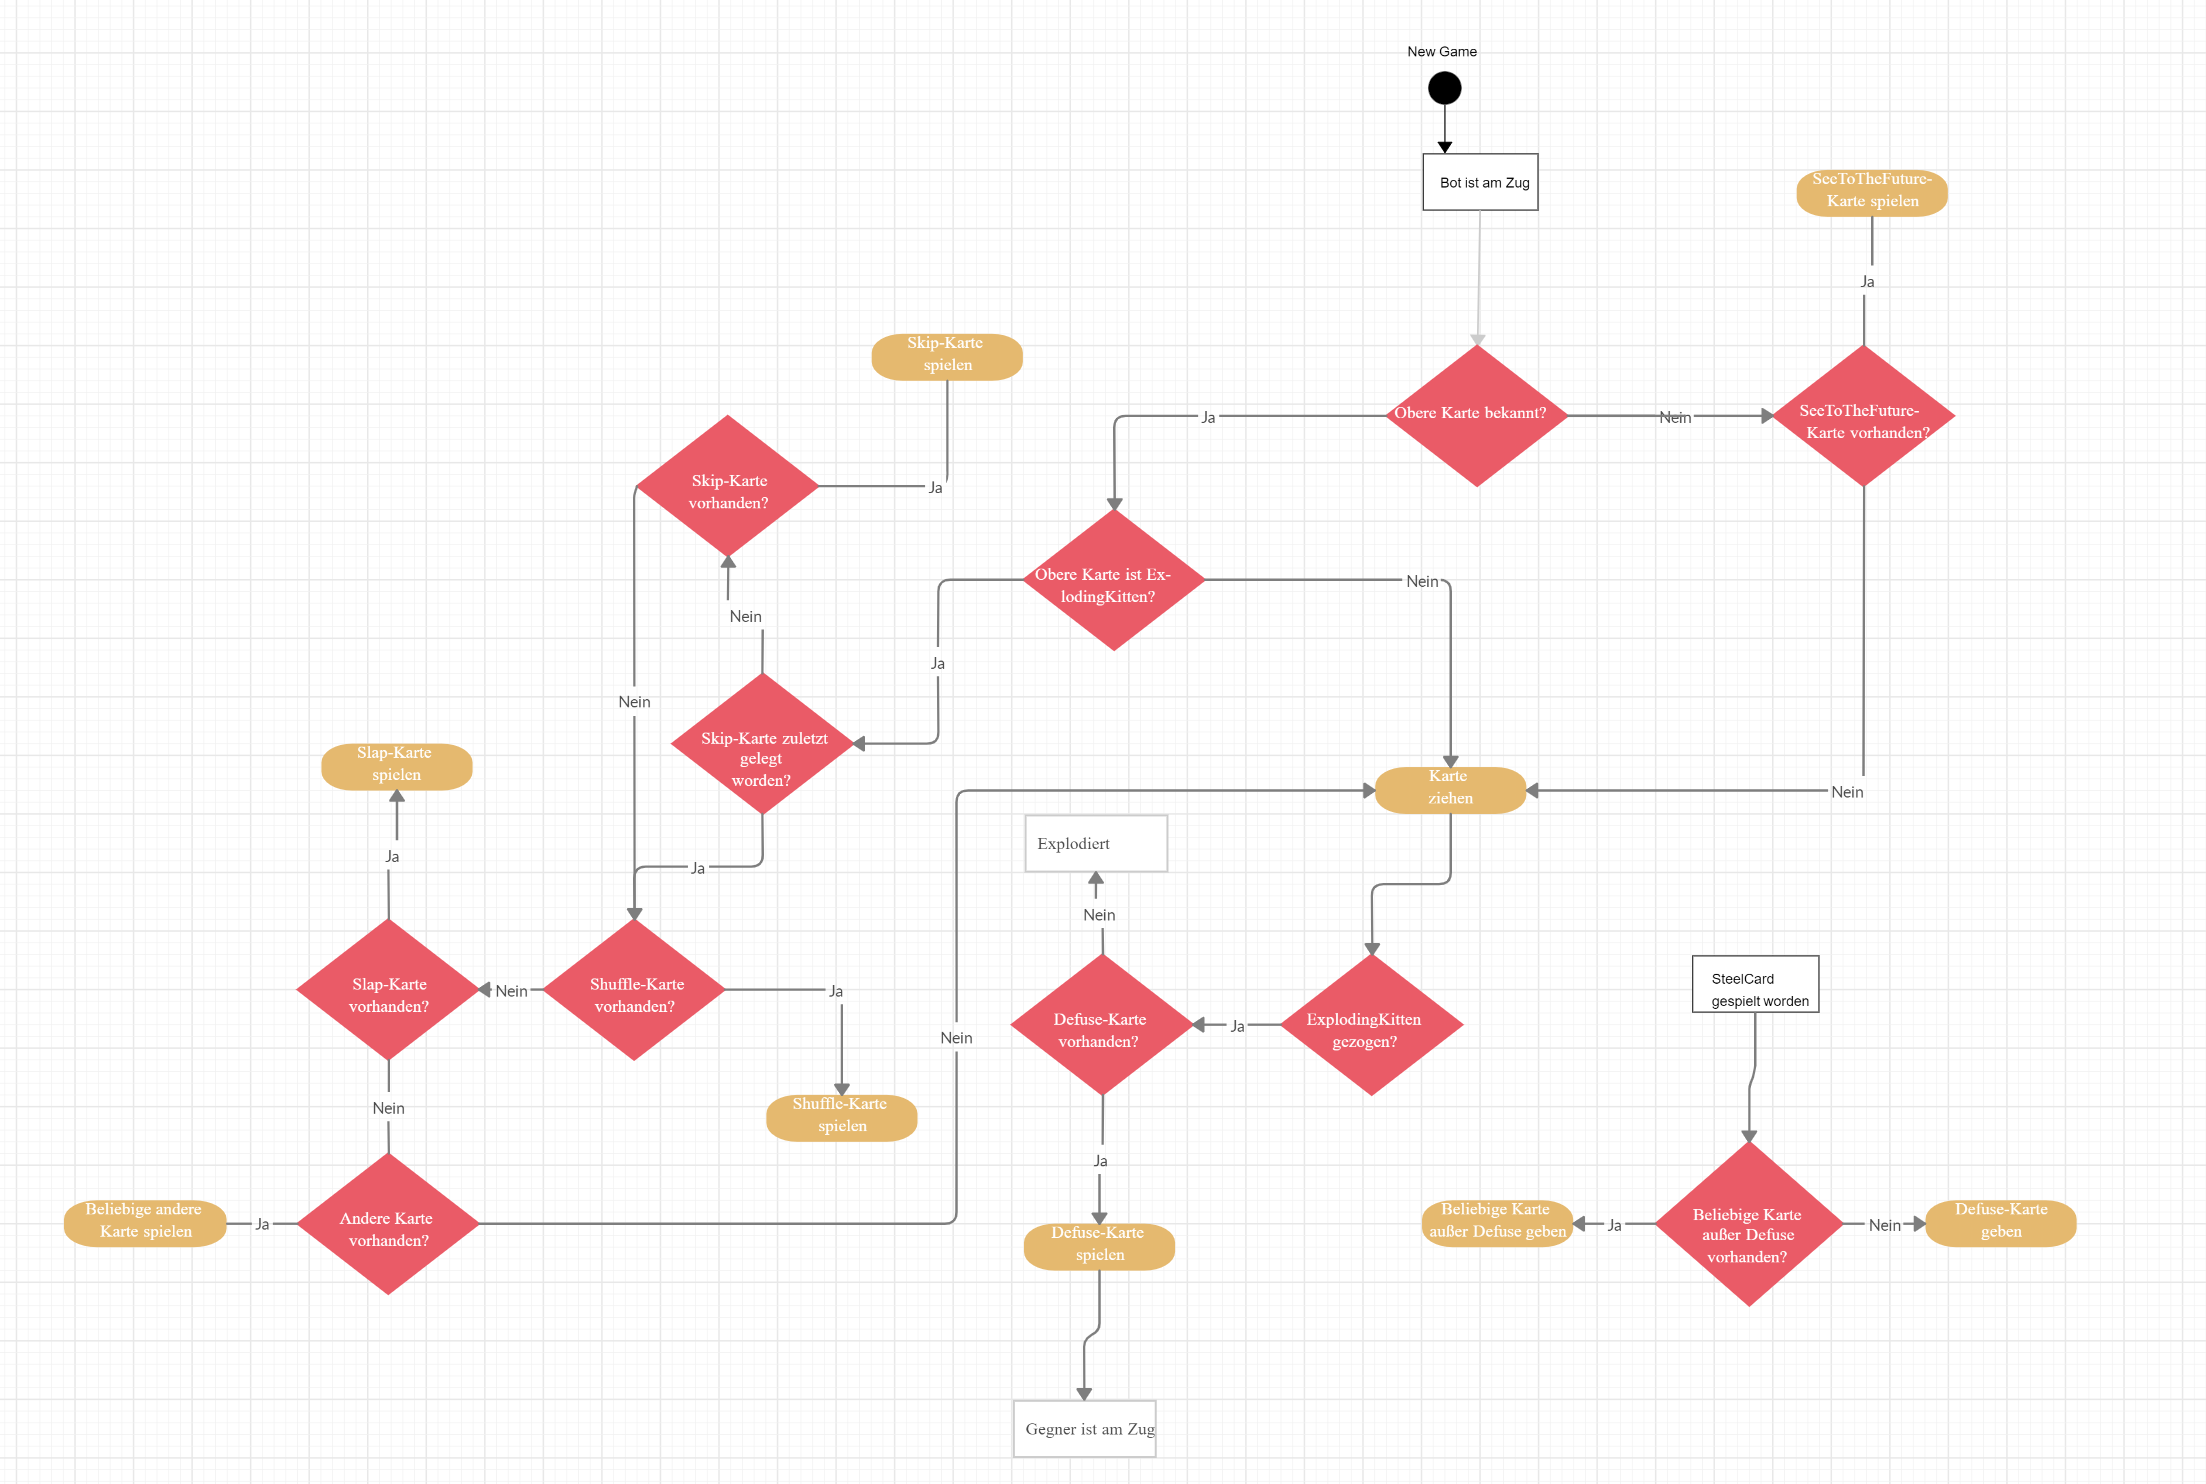 New Game
Bot ist am Zug
SeeToTheFuture-
Karte spielen
Ja
Skip-Karte
spielen
Obere Karte bekannt?
Ja
Nein
SeeToTheFuture-
Karte vorhanden?
Skip-Karte
vorhanden?
Ja
Obere Karte ist Ex-
lodingKitten?
Nein
Nein
Ja
Nein
Skip-Karte zuletzt
gelegt
worden?
Slap-Karte
spielen
Karte
ziehen
Nein
Explodiert
Ja
Ja
Nein
SteelCard
gespielt worden
Slap-Karte
vorhanden?
Nein
Shuffle-Karte
vorhanden?
Ja
Nein
Defuse-Karte
vorhanden?
Ja
ExplodingKitten
gezogen?
Nein
Shuffle-Karte
spielen
Ja
Beliebige andere
Karte spielen
Ja
Andere Karte
vorhanden?
Defuse-Karte
spielen
Beliebige Karte
außer Defuse geben
Ja
Beliebige Karte
außer Defuse
vorhanden?
Nein
Defuse-Karte
geben
Gegner ist am Zug